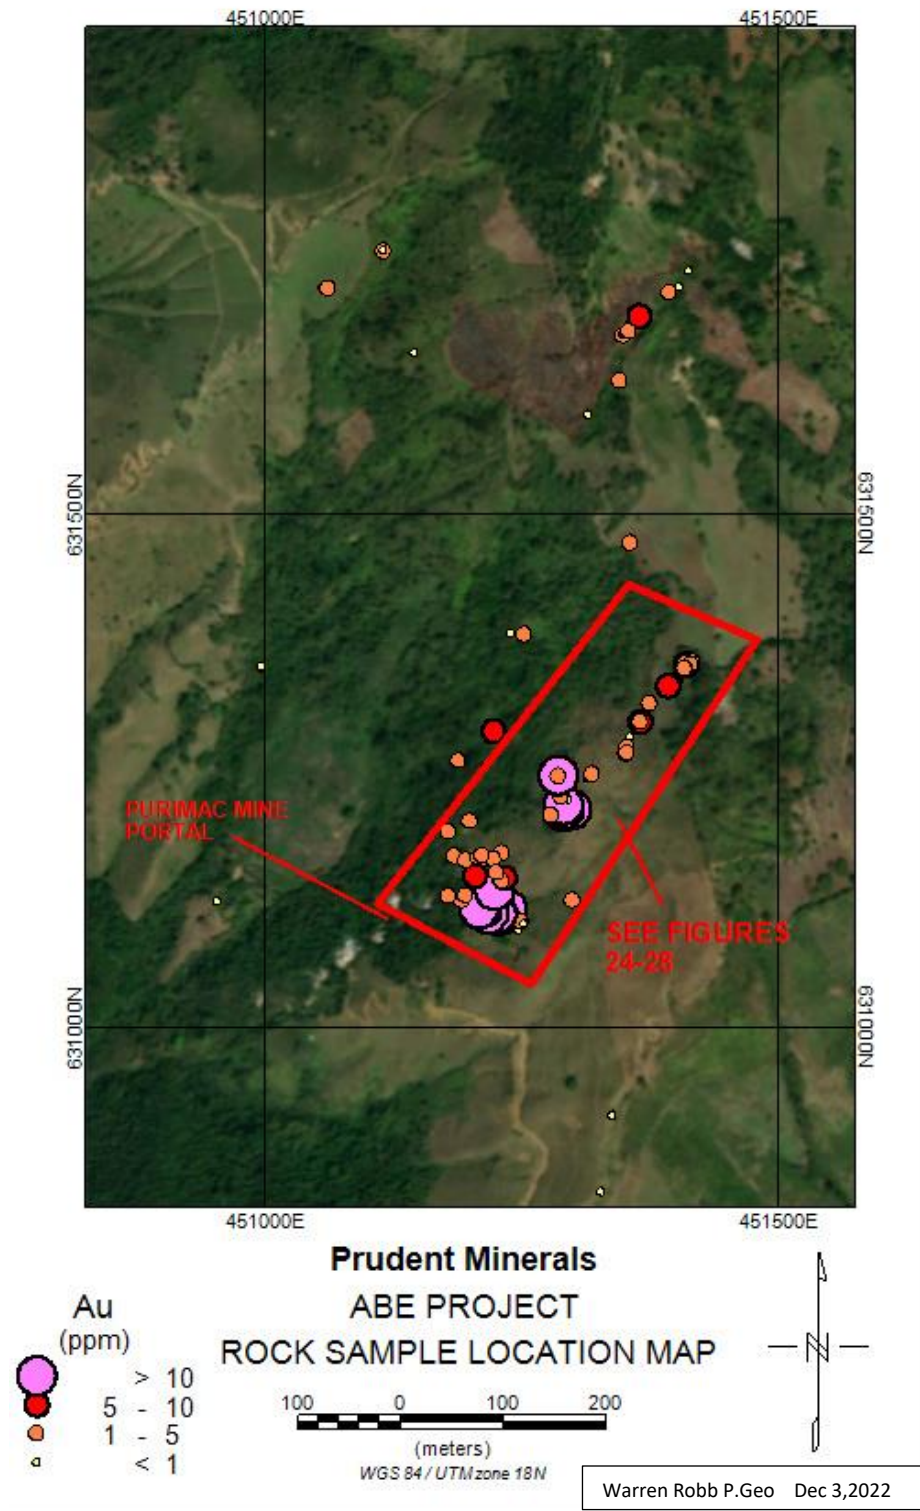 451000E 451500E
631500N 631500N
PURIMAC MINE
PORTAL
SEE FIGURES
24-28
631000N 631000N
451000E 451500E
Prudent Minerals
ABE PROJECT
ROCK SAMPLE LOCATION MAP
Au
(ppm)
> 10
5 - 10
1 - 5
< 1
100 0 100 200
(meters)
WGS 84 / UTM zone 18N
N
Warren Robb P.Geo Dec 3,2022